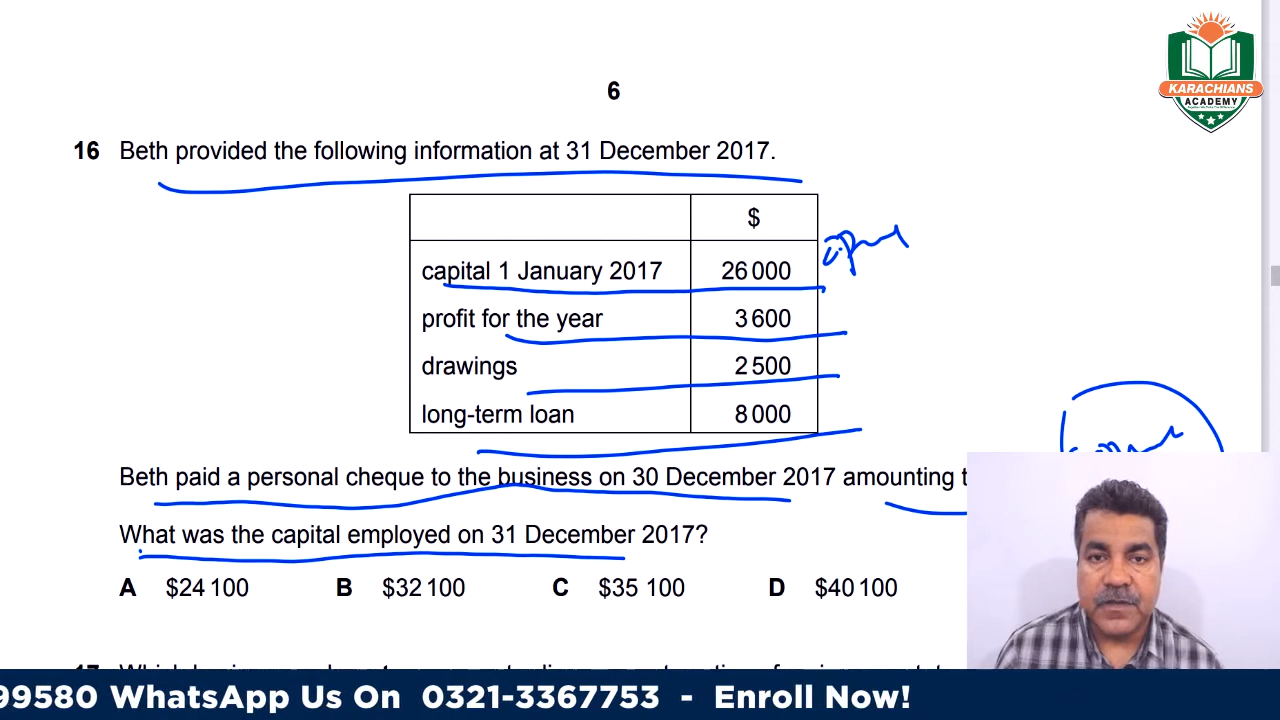 KARACHIANS
ACADEMY
6
16 Beth provided the following information at 31 December 2017.
$
capital 1 January 2017 26 000
profit for the year 3 600
drawings 2 500
long-term loan 8 000
Beth paid a personal cheque to the business on 30 December 2017 amounting t
What was the capital employed on 31 December 2017?
A $24 100 B $32 100 C $35 100 D $40 100
99580 WhatsApp Us On 0321-3367753 - Enroll Now!